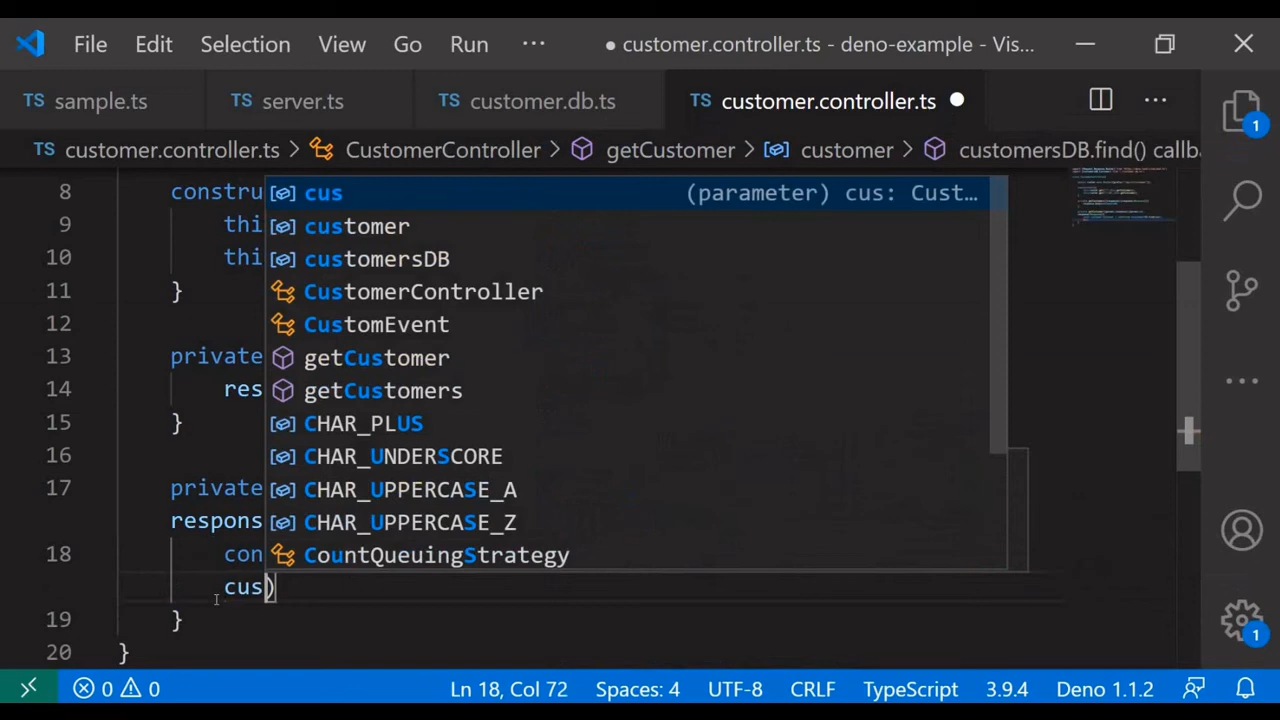 File Edit Selection View Go Run ··· ● customer.controller.ts - deno-example - Vis...
TS sample.ts TS server.ts TS customer.db.ts TS customer.controller.ts ●
TS customer.controller.ts > CustomerController > getCustomer > customer > customersDB.find() callba
8 constru
cus (parameter) cus: Cust...
9 thi
customer
10 thi
customersDB
11 }
CustomerController
12
CustomEvent
13 private
getCustomer
14 res
getCustomers
15 }
CHAR_PLUS
16
CHAR_UNDERSCORE
17 private
CHAR_UPPERCASE_A
respons
CHAR_UPPERCASE_Z
18 con
CountQueuingStrategy
cus)
19 }
20 }
0 0 Ln 18, Col 72 Spaces: 4 UTF-8 CRLF TypeScript 3.9.4 Deno 1.1.2
1
1